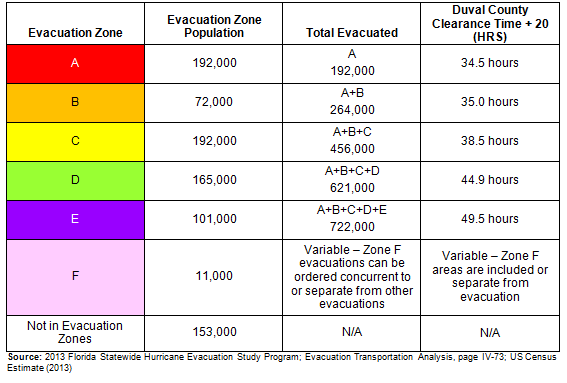 Evacuation Zone
Evacuation Zone
Population
Total Evacuated
Duval County
Clearance Time + 20
(HRS)
A
192,000
A
192,000
34.5 hours
B
72,000
A+B
264,000
35.0 hours
C
192,000
A+B+C
456,000
38.5 hours
D
165,000
A+B+C+D
621,000
44.9 hours
E
101,000
A+B+C+D+E
722,000
49.5 hours
F
11,000
Variable – Zone F
evacuations can be
ordered concurrent to
or separate from other
evacuations
Variable – Zone F
areas are included or
separate from
evacuation
Not in Evacuation
Zones
153,000
N/A
N/A
Source: 2013 Florida Statewide Hurricane Evacuation Study Program; Evacuation Transportation Analysis, page IV-73; US Census
Estimate (2013)